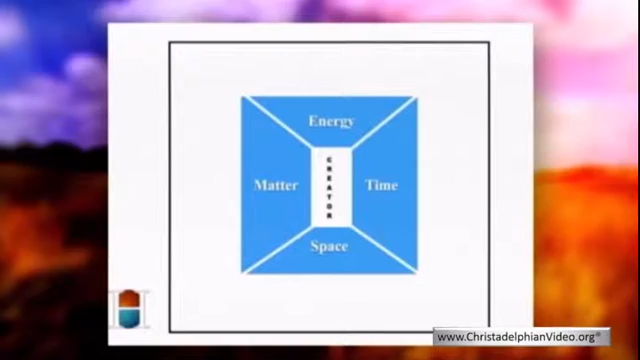 Energy
Matter
CREATOR
Time
Space
www.ChristadelphianVideo.org®